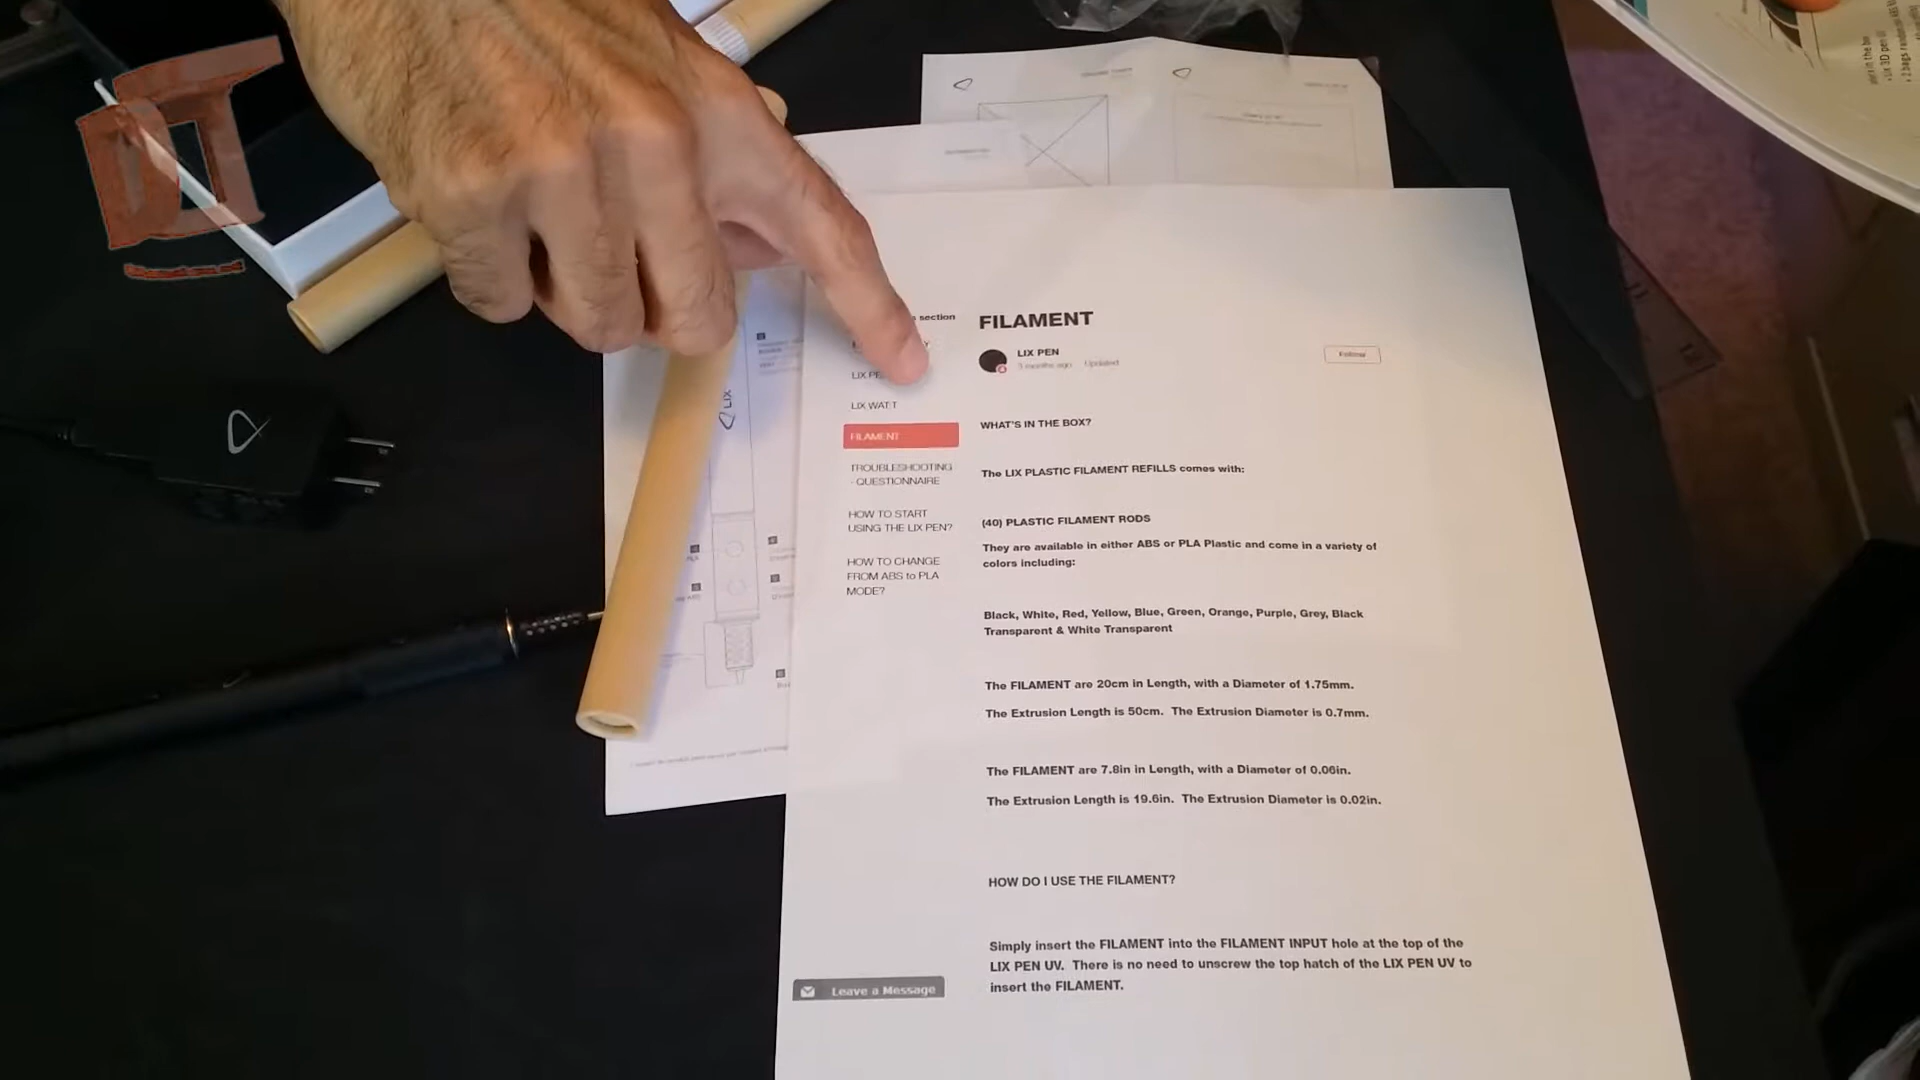 s section
LIX WATT
FILAMENT
TROUBLESHOOTING
- QUESTIONNAIRE
HOW TO START
USING THE LIX PEN?
HOW TO CHANGE
FROM ABS to PLA
MODE?
FILAMENT
LIX PEN
3 months ago Updated
Follow
WHAT'S IN THE BOX?
The LIX PLASTIC FILAMENT REFILLS comes with:
(40) PLASTIC FILAMENT RODS
They are available in either ABS or PLA Plastic and come in a variety of
colors including:
Black, White, Red, Yellow, Blue, Green, Orange, Purple, Grey, Black
Transparent & White Transparent
The FILAMENT are 20cm in Length, with a Diameter of 1.75mm.
The Extrusion Length is 50cm. The Extrusion Diameter is 0.7mm.
The FILAMENT are 7.8in in Length, with a Diameter of 0.06in.
The Extrusion Length is 19.6in. The Extrusion Diameter is 0.02in.
HOW DO I USE THE FILAMENT?
Simply insert the FILAMENT into the FILAMENT INPUT hole at the top of the
LIX PEN UV. There is no need to unscrew the top hatch of the LIX PEN UV to
insert the FILAMENT.
Leave a Message
LIX